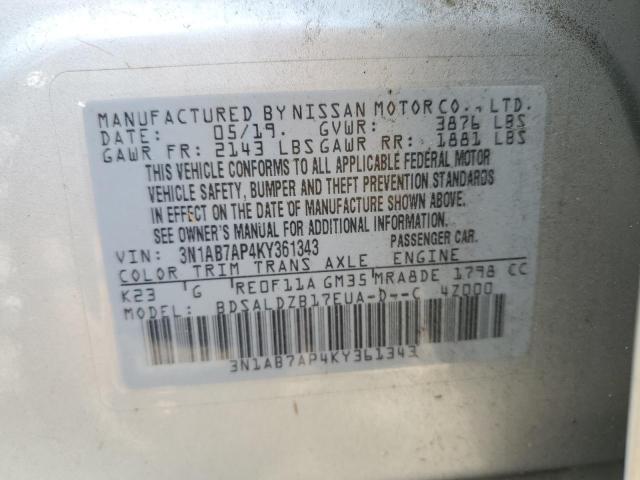 MANUFACTURED BY NISSAN MOTOR CO., LTD.
DATE: 05/19. GVWR: 3876 LBS
GAWR FR: 2143 LBS GAWR RR: 1881 LBS
THIS VEHICLE CONFORMS TO ALL APPLICABLE FEDERAL MOTOR
VEHICLE SAFETY, BUMPER AND THEFT PREVENTION STANDARDS
IN EFFECT ON THE DATE OF MANUFACTURE SHOWN ABOVE.
SEE OWNER'S MANUAL FOR ADDITIONAL INFORMATION.
VIN: 3N1AB7AP4KY361343 PASSENGER CAR.
COLOR TRIM TRANS AXLE ENGINE
K23 G RE0F11A GM35 MRA8DE 1798 CC
MODEL: BDSALDZB17EUA-D--C 4Z000
3N1AB7AP4KY361343